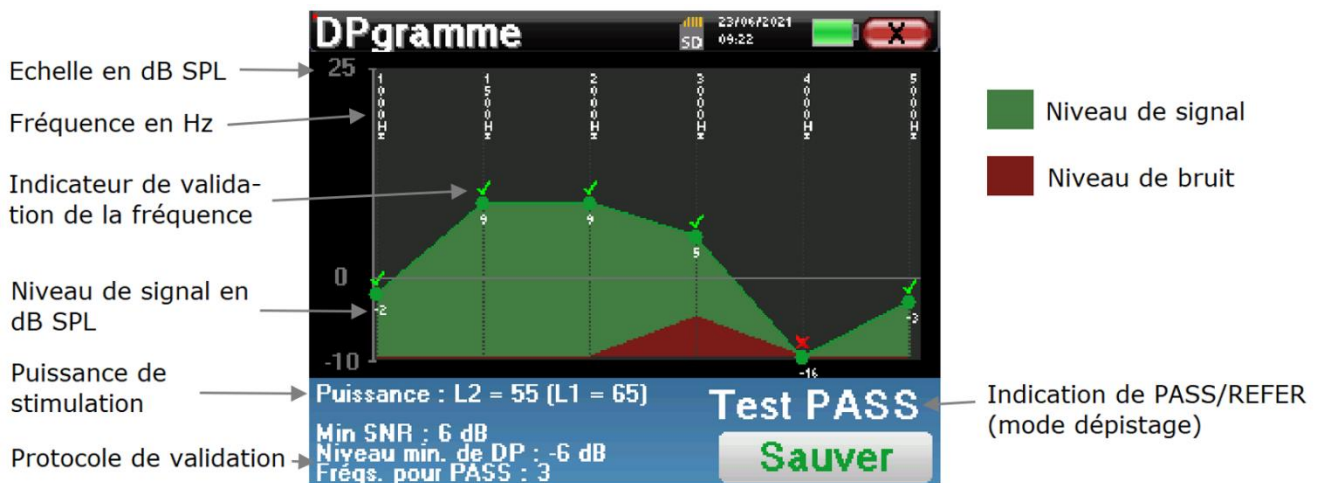 DPgramme
SD
23/06/2021
09:22
X
Echelle en dB SPL
25
1000Hz
1500Hz
2000Hz
3000Hz
4000Hz
5000Hz
Fréquence en Hz
Indicateur de valida-
tion de la fréquence
9
9
5
0
Niveau de signal en
dB SPL
-2
-3
-10
-16
Niveau de signal
Niveau de bruit
Puissance de
stimulation
Puissance : L2 = 55 (L1 = 65)
Test PASS
Indication de PASS/REFER
(mode dépistage)
Protocole de validation
Min SNR : 6 dB
Niveau min. de DP : -6 dB
Fréqs. pour PASS : 3
Sauver